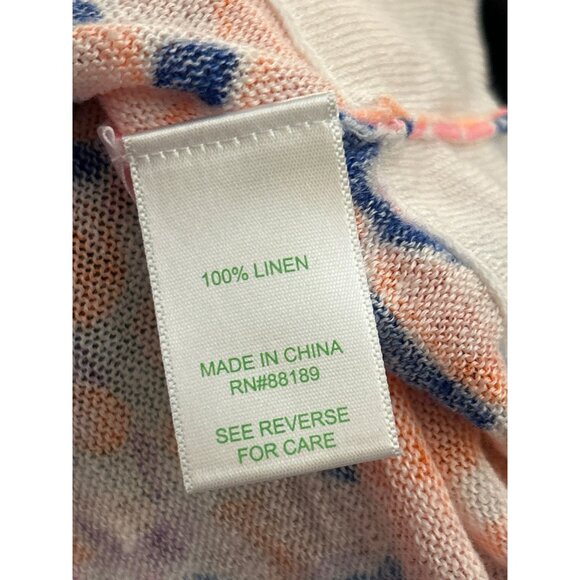 100% LINEN
MADE IN CHINA
RN#88189
SEE REVERSE
FOR CARE